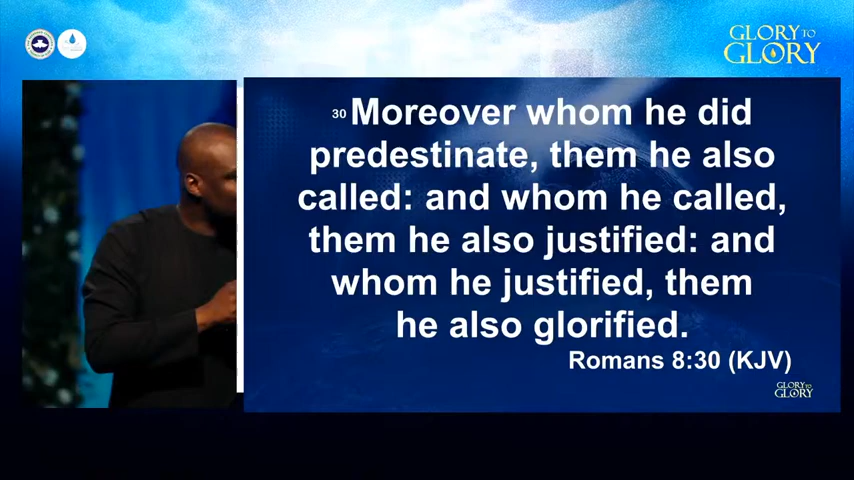 GLORY TO
GLORY
30 Moreover whom he did
predestinate, them he also
called: and whom he called,
them he also justified: and
whom he justified, them
he also glorified.
Romans 8:30 (KJV)
GLORY TO
GLORY